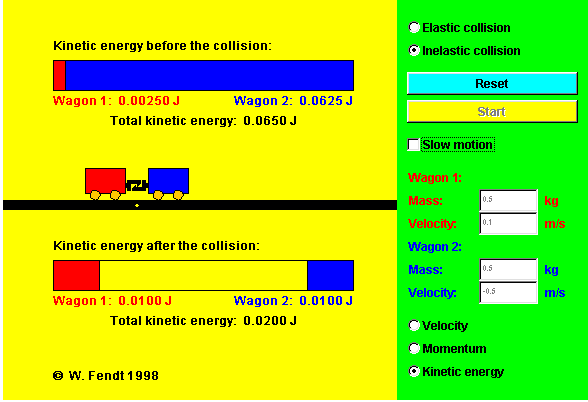 Kinetic energy before the collision:
Wagon 1: 0.00250 J Wagon 2: 0.0625 J
Total kinetic energy: 0.0650 J
Kinetic energy after the collision:
Wagon 1: 0.0100 J Wagon 2: 0.0100 J
Total kinetic energy: 0.0200 J
© W. Fendt 1998
Elastic collision
Inelastic collision
Reset
Start
Slow motion
Wagon 1:
Mass: 0.5 kg
Velocity: 0.1 m/s
Wagon 2:
Mass: 0.5 kg
Velocity: -0.5 m/s
Velocity
Momentum
Kinetic energy